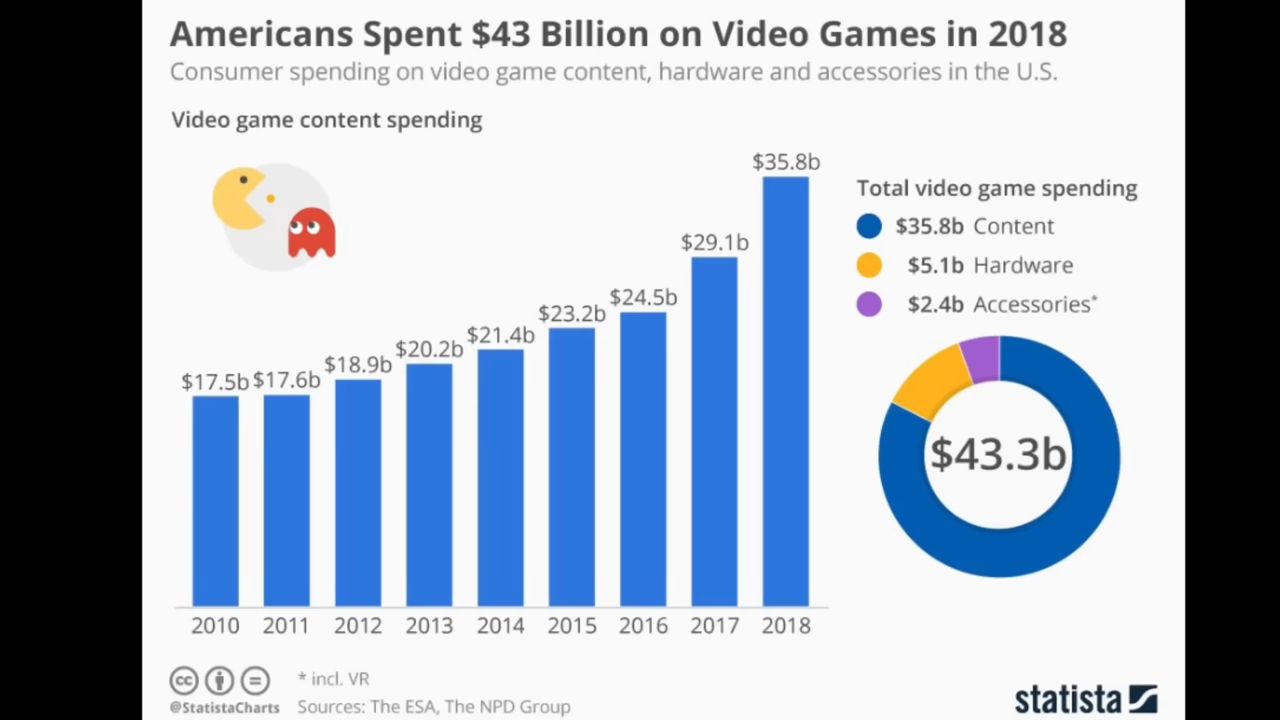 Americans Spent $43 Billion on Video Games in 2018
Consumer spending on video game content, hardware and accessories in the U.S.
Video game content spending
$17.5b
$17.6b
$18.9b
$20.2b
$21.4b
$23.2b
$24.5b
$29.1b
$35.8b
2010 2011 2012 2013 2014 2015 2016 2017 2018
Total video game spending
$35.8b Content
$5.1b Hardware
$2.4b Accessories*
$43.3b
cc =
* incl. VR
@StatistaCharts Sources: The ESA, The NPD Group
statista